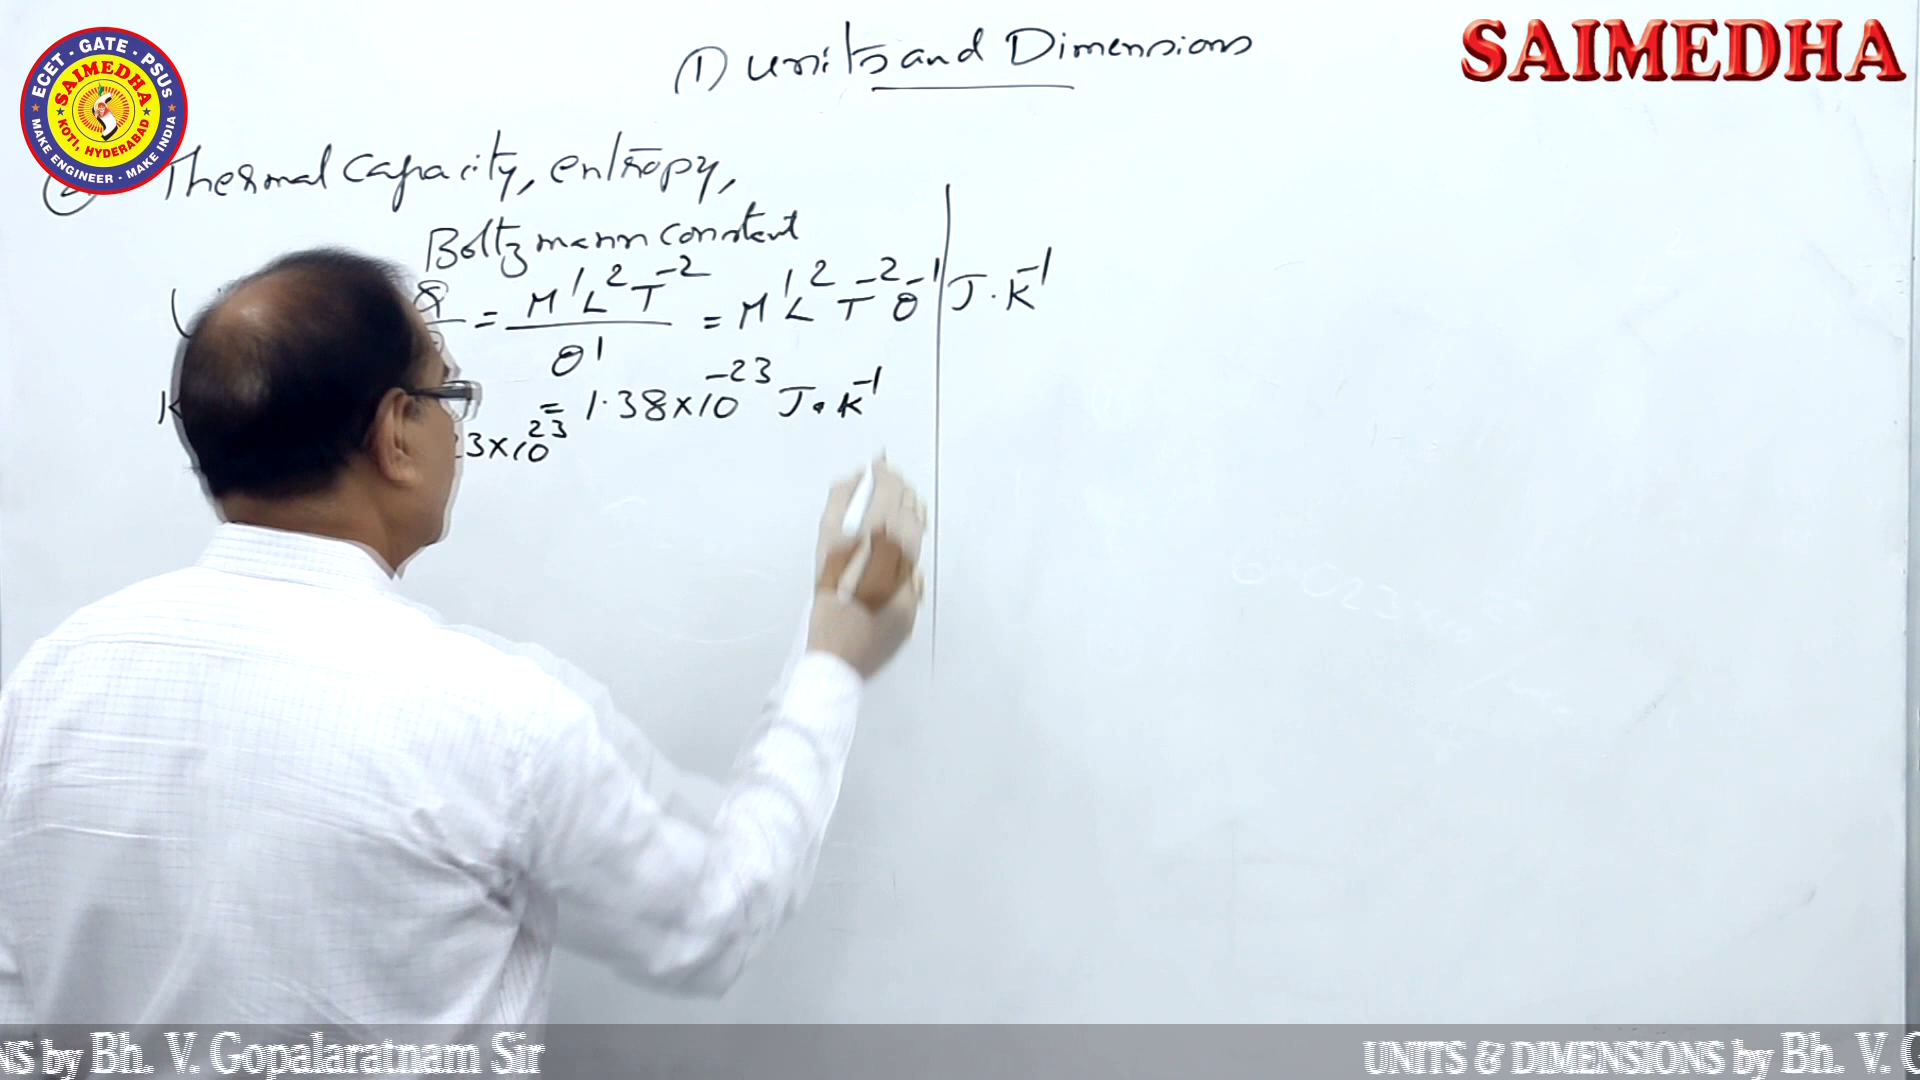 ECET · GATE · PSUS
SAIMEDHA
KOTI, HYDERABAD
MAKE ENGINEER - MAKE INDIA
SAIMEDHA
1) Units and Dimensions
Thermal Capacity, entropy,
Boltzmann Constant
Q = M¹L²T⁻² = M¹L²T⁻²θ⁻¹ J·K⁻¹
θ¹
= 1.38×10⁻²³ J·K⁻¹
23×10²³
NS by Bh. V. Gopalaratnam Sir
UNITS & DIMENSIONS by Bh. V. G